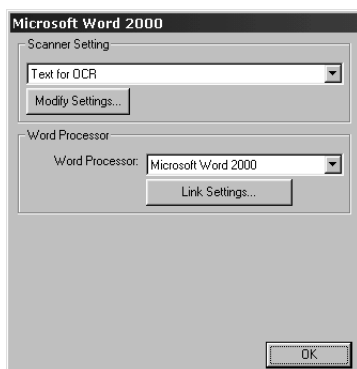 Microsoft Word 2000
Scanner Setting
Text for OCR
Modify Settings...
Word Processor
Word Processor: Microsoft Word 2000
Link Settings...
OK